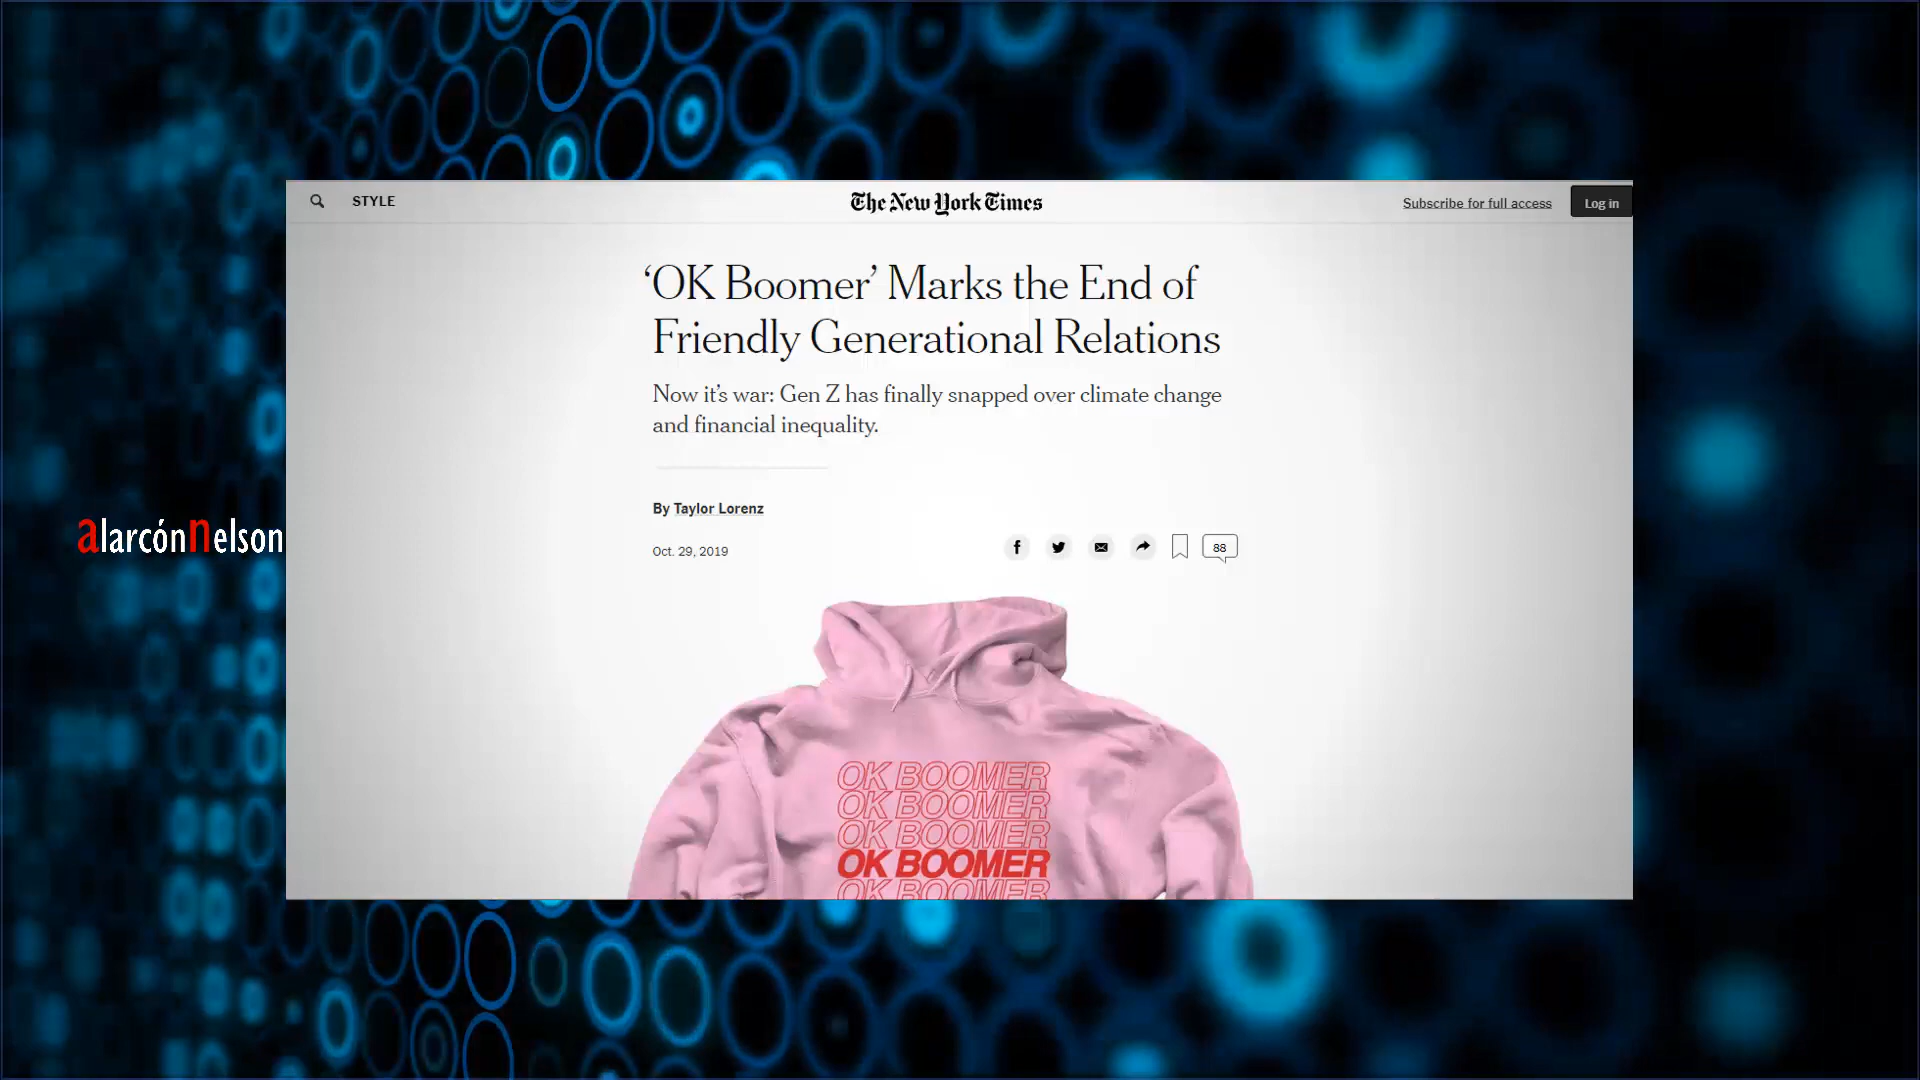 STYLE
The New York Times
Subscribe for full access
Log in
‘OK Boomer’ Marks the End of
Friendly Generational Relations
Now it’s war: Gen Z has finally snapped over climate change
and financial inequality.
By Taylor Lorenz
Oct. 29, 2019
88
alarcónnelson
OK BOOMER
OK BOOMER
OK BOOMER
OK BOOMER
OK BOOMER